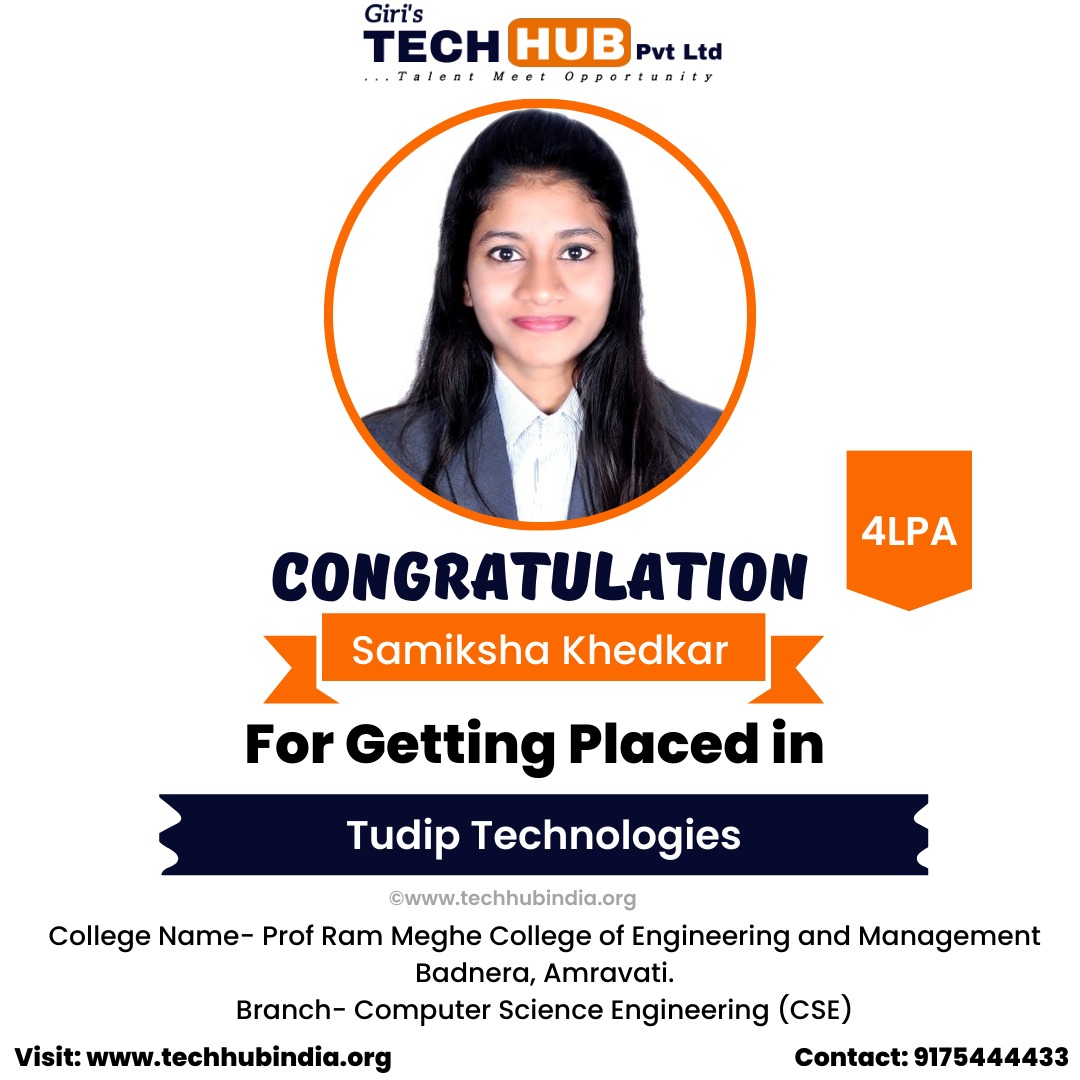 Giri's
TECH HUB Pvt Ltd
...Talent Meet Opportunity
4LPA
CONGRATULATION
Samiksha Khedkar
For Getting Placed in
Tudip Technologies
©www.techhubindia.org
College Name- Prof Ram Meghe College of Engineering and Management
Badnera, Amravati.
Branch- Computer Science Engineering (CSE)
Visit: www.techhubindia.org
Contact: 9175444433